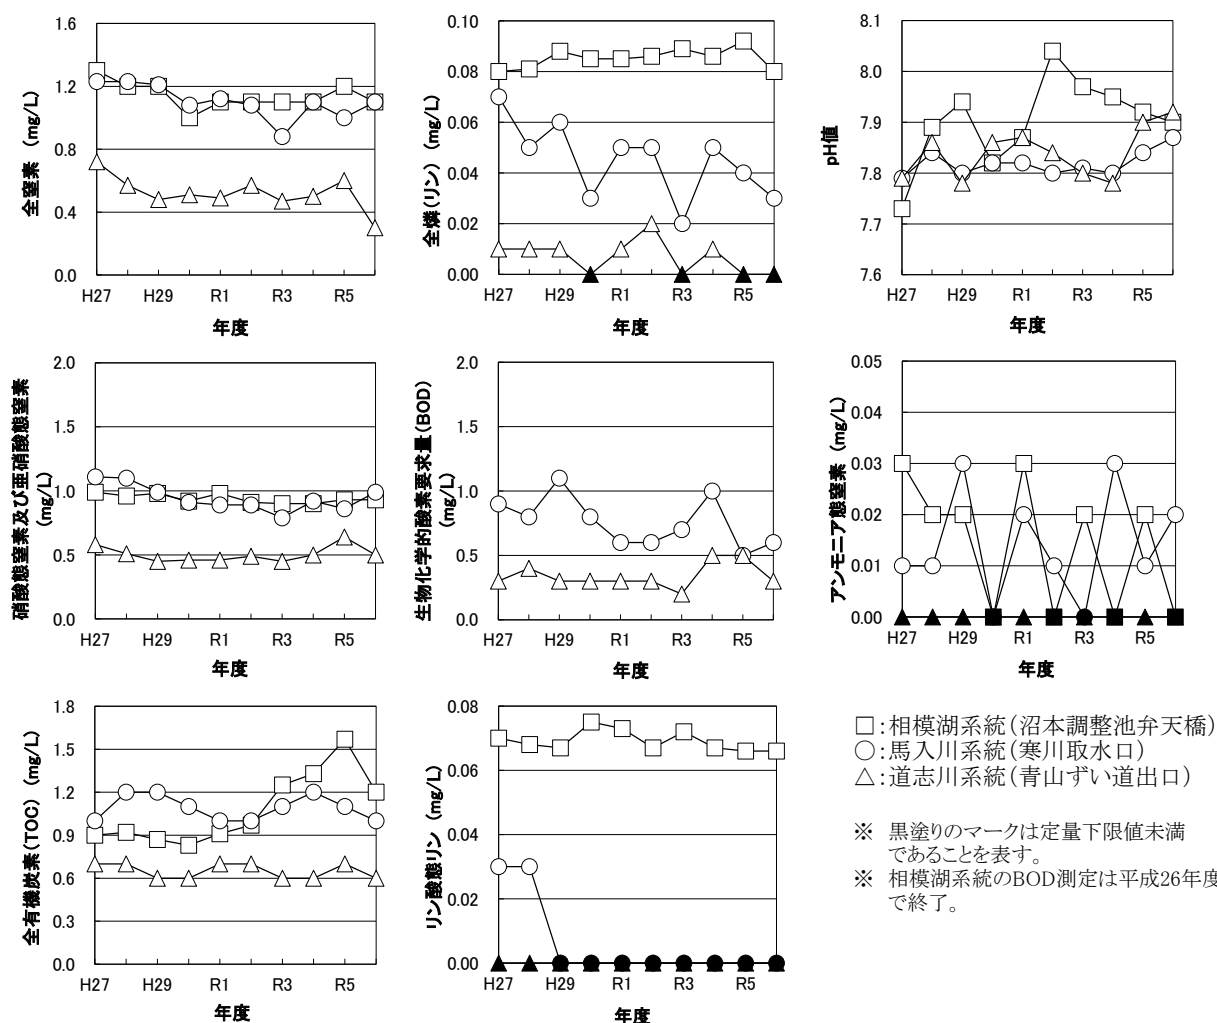 全窒素 (mg/L)
1.6
1.2
0.8
0.4
0.0
H27 H29 R1 R3 R5
年度
全燐(リン) (mg/L)
0.10
0.08
0.06
0.04
0.02
0.00
H27 H29 R1 R3 R5
年度
pH値
8.1
8.0
7.9
7.8
7.7
7.6
H27 H29 R1 R3 R5
年度
硝酸態窒素及び亜硝酸態窒素
(mg/L)
2.0
1.5
1.0
0.5
0.0
H27 H29 R1 R3 R5
年度
生物化学的酸素要求量(BOD)
(mg/L)
2.0
1.5
1.0
0.5
0.0
H27 H29 R1 R3 R5
年度
アンモニア態窒素 (mg/L)
0.05
0.04
0.03
0.02
0.01
0.00
H27 H29 R1 R3 R5
年度
全有機炭素(TOC) (mg/L)
1.8
1.5
1.2
0.9
0.6
0.3
0.0
H27 H29 R1 R3 R5
年度
リン酸態リン (mg/L)
0.08
0.06
0.04
0.02
0.00
H27 H29 R1 R3 R5
年度
□:相模湖系統(沼本調整池弁天橋)
○:馬入川系統(寒川取水口)
△:道志川系統(青山ずい道出口)
※ 黒塗りのマークは定量下限値未満
であることを表す。
※ 相模湖系統のBOD測定は平成26年度
で終了。